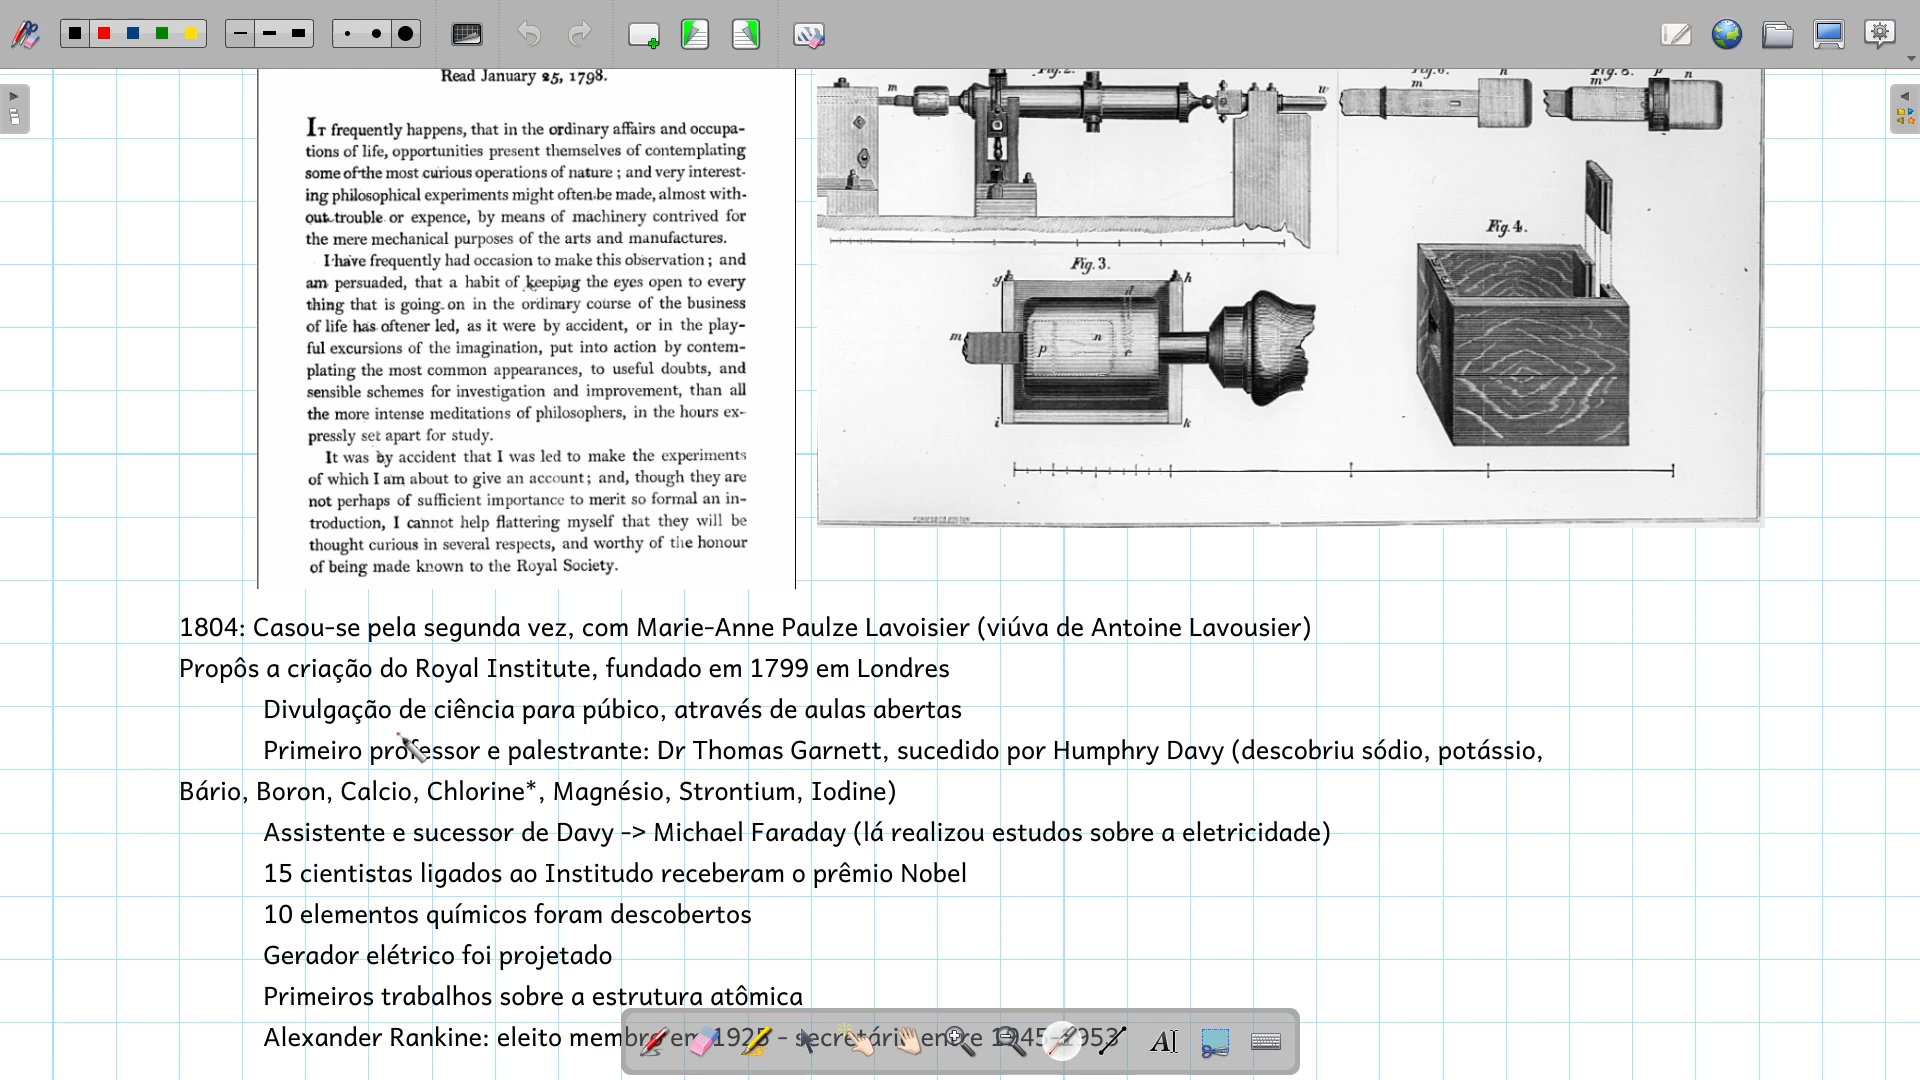 Read January 25, 1798.
IT frequently happens, that in the ordinary affairs and occupa-
tions of life, opportunities present themselves of contemplating
some of the most curious operations of nature ; and very interest-
ing philosophical experiments might often be made, almost with-
out trouble or expence, by means of machinery contrived for
the mere mechanical purposes of the arts and manufactures.
I have frequently had occasion to make this observation ; and
am persuaded, that a habit of keeping the eyes open to every
thing that is going on in the ordinary course of the business
of life has oftener led, as it were by accident, or in the play-
ful excursions of the imagination, put into action by contem-
plating the most common appearances, to useful doubts, and
sensible schemes for investigation and improvement, than all
the more intense meditations of philosophers, in the hours ex-
pressly set apart for study.
It was by accident that I was led to make the experiments
of which I am about to give an account ; and, though they are
not perhaps of sufficient importance to merit so formal an in-
troduction, I cannot help flattering myself that they will be
thought curious in several respects, and worthy of the honour
of being made known to the Royal Society.
Fig. 2.
m
w
m
n
Fig. 5.
m
p
n
Fig. 4.
Fig. 3.
g
h
d
m
p
n
e
i
k
1804: Casou-se pela segunda vez, com Marie-Anne Paulze Lavoisier (viúva de Antoine Lavousier)
Propôs a criação do Royal Institute, fundado em 1799 em Londres
Divulgação de ciência para púbico, através de aulas abertas
Primeiro professor e palestrante: Dr Thomas Garnett, sucedido por Humphry Davy (descobriu sódio, potássio,
Bário, Boron, Calcio, Chlorine*, Magnésio, Strontium, Iodine)
Assistente e sucessor de Davy -> Michael Faraday (lá realizou estudos sobre a eletricidade)
15 cientistas ligados ao Institudo receberam o prêmio Nobel
10 elementos químicos foram descobertos
Gerador elétrico foi projetado
Primeiros trabalhos sobre a estrutura atômica
Alexander Rankine: eleito membro em 1925 - secretário entre 1945-1953